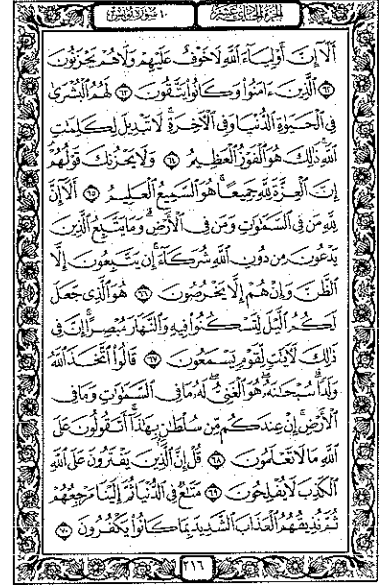 الجزء الحادي عشر ١٠ سورة يونس
أَلَآ إِنَّ أَوْلِيَآءَ ٱللَّهِ لَا خَوْفٌ عَلَيْهِمْ وَلَا هُمْ يَحْزَنُونَ
٦٢ ٱلَّذِينَ ءَامَنُوا۟ وَكَانُوا۟ يَتَّقُونَ ٦٣ لَهُمُ ٱلْبُشْرَىٰ
فِى ٱلْحَيَوٰةِ ٱلدُّنْيَا وَفِى ٱلْءَاخِرَةِ ۚ لَا تَبْدِيلَ لِكَلِمَٰتِ
ٱللَّهِ ۚ ذَٰلِكَ هُوَ ٱلْفَوْزُ ٱلْعَظِيمُ ٦٤ وَلَا يَحْزُنكَ قَوْلُهُمْ ۘ
إِنَّ ٱلْعِزَّةَ لِلَّهِ جَمِيعًا ۚ هُوَ ٱلسَّمِيعُ ٱلْعَلِيمُ ٦٥ أَلَآ إِنَّ
لِلَّهِ مَن فِى ٱلسَّمَٰوَٰتِ وَمَن فِى ٱلْأَرْضِ ۗ وَمَا يَتَّبِعُ ٱلَّذِينَ
يَدْعُونَ مِن دُونِ ٱللَّهِ شُرَكَآءَ ۚ إِن يَتَّبِعُونَ إِلَّا
ٱلظَّنَّ وَإِنْ هُمْ إِلَّا يَخْرُصُونَ ٦٦ هُوَ ٱلَّذِى جَعَلَ
لَكُمُ ٱلَّيْلَ لِتَسْكُنُوا۟ فِيهِ وَٱلنَّهَارَ مُبْصِرًا ۚ إِنَّ فِى
ذَٰلِكَ لَءَايَٰتٍ لِّقَوْمٍ يَسْمَعُونَ ٦٧ قَالُوا۟ ٱتَّخَذَ ٱللَّهُ
وَلَدًا ۗ سُبْحَٰنَهُۥ ۖ هُوَ ٱلْغَنِىُّ ۖ لَهُۥ مَا فِى ٱلسَّمَٰوَٰتِ وَمَا فِى
ٱلْأَرْضِ ۚ إِنْ عِندَكُم مِّن سُلْطَٰنٍۭ بِهَٰذَآ ۚ أَتَقُولُونَ عَلَى
ٱللَّهِ مَا لَا تَعْلَمُونَ ٦٨ قُلْ إِنَّ ٱلَّذِينَ يَفْتَرُونَ عَلَى ٱللَّهِ
ٱلْكَذِبَ لَا يُفْلِحُونَ ٦٩ مَتَٰعٌ فِى ٱلدُّنْيَا ثُمَّ إِلَيْنَا مَرْجِعُهُمْ
ثُمَّ نُذِيقُهُمُ ٱلْعَذَابَ ٱلشَّدِيدَ بِمَا كَانُوا۟ يَكْفُرُونَ ٧٠
٢١٦